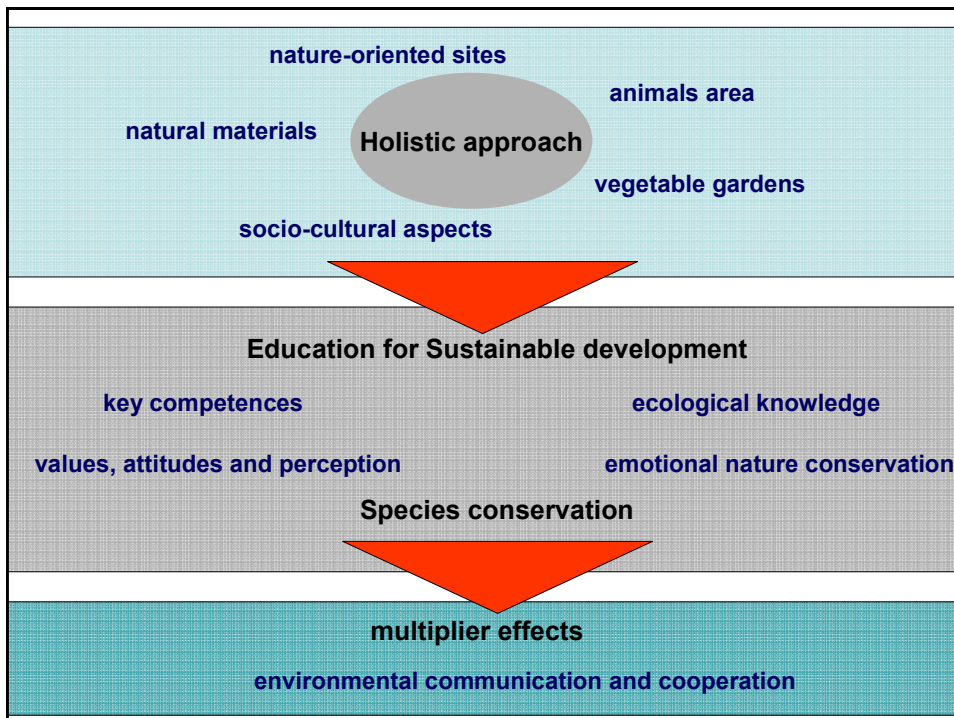 nature-oriented sites
animals area
natural materials
Holistic approach
vegetable gardens
socio-cultural aspects
Education for Sustainable development
key competences
ecological knowledge
values, attitudes and perception
emotional nature conservation
Species conservation
multiplier effects
environmental communication and cooperation